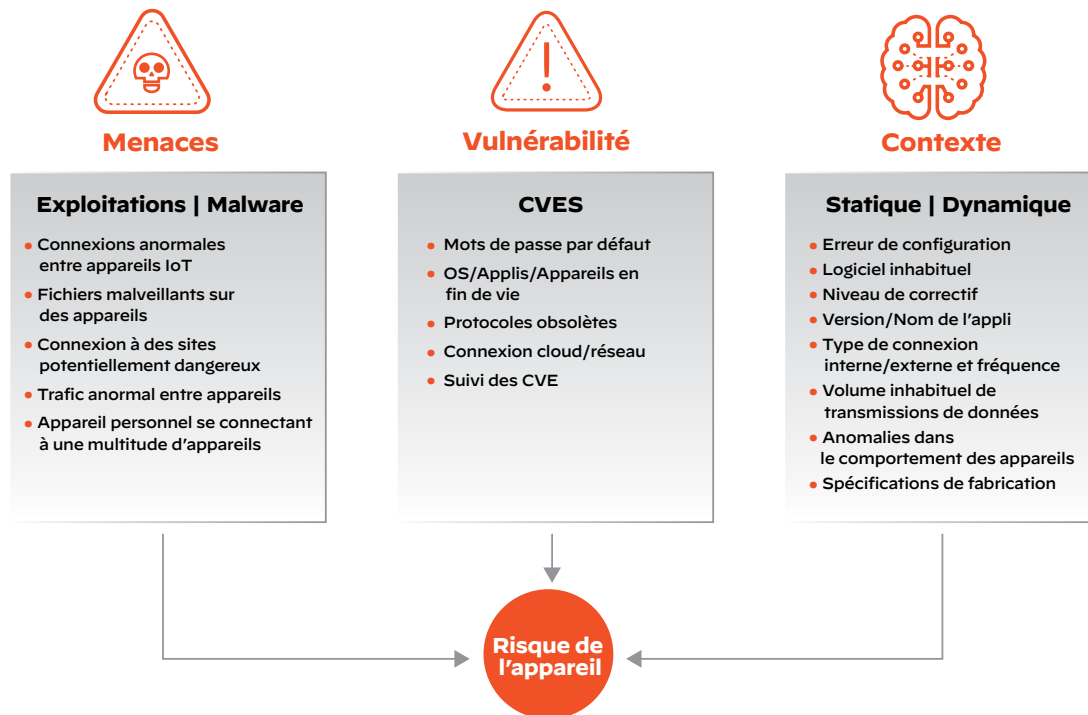 Menaces
Exploitations | Malware
Connexions anormales
entre appareils IoT
Fichiers malveillants sur
des appareils
Connexion à des sites
potentiellement dangereux
Trafic anormal entre appareils
Appareil personnel se connectant
à une multitude d'appareils
Vulnérabilité
CVES
Mots de passe par défaut
OS/Applis/Appareils en
fin de vie
Protocoles obsolètes
Connexion cloud/réseau
Suivi des CVE
Contexte
Statique | Dynamique
Erreur de configuration
Logiciel inhabituel
Niveau de correctif
Version/Nom de l'appli
Type de connexion
interne/externe et fréquence
Volume inhabituel de
transmissions de données
Anomalies dans
le comportement des appareils
Spécifications de fabrication
Risque de
l'appareil